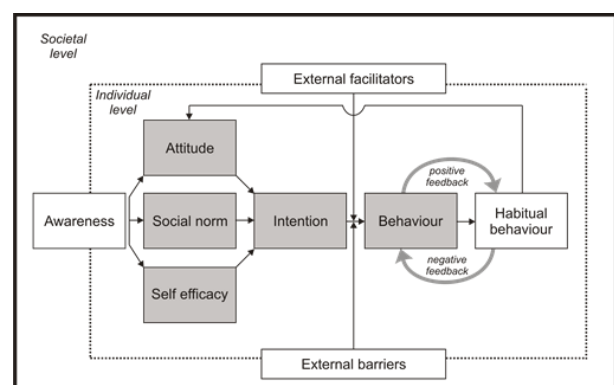 Societal
level
External facilitators
Individual
level
Attitude
positive
feedback
Awareness
Social norm
Intention
Behaviour
Habitual
behaviour
negative
feedback
Self efficacy
External barriers